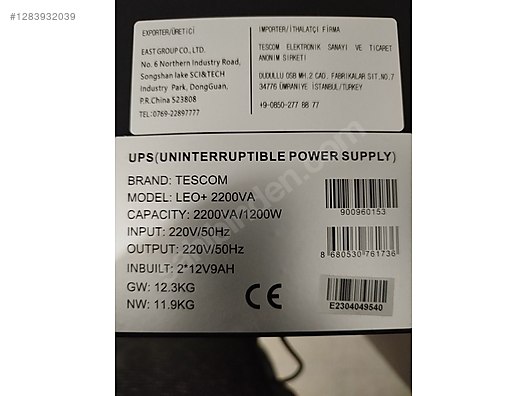 #1283932039
EXPORTER/ÜRETİCİ
EAST GROUP CO., LTD.
No. 6 Northern Industry Road,
Songshan lake SCI&TECH
Industry Park, DongGuan,
P.R.China 523808
TEL:0769-22897777
IMPORTER/İTHALATÇI FİRMA
TESCOM ELEKTRONİK SANAYİ VE TİCARET
ANONİM ŞİRKETİ
DUDULLU OSB MH.2 CAD. FABRİKALAR SİT.NO.7
34776 ÜMRANİYE İSTANBUL/TURKEY
+9-0850-277 88 77
UPS(UNINTERRUPTIBLE POWER SUPPLY)
BRAND: TESCOM
MODEL: LEO+ 2200VA
CAPACITY: 2200VA/1200W
INPUT: 220V/50Hz
OUTPUT: 220V/50Hz
INBUILT: 2*12V9AH
GW: 12.3KG
NW: 11.9KG
CE
900960153
8 680530 761736
E2304049540
sahibinden.com